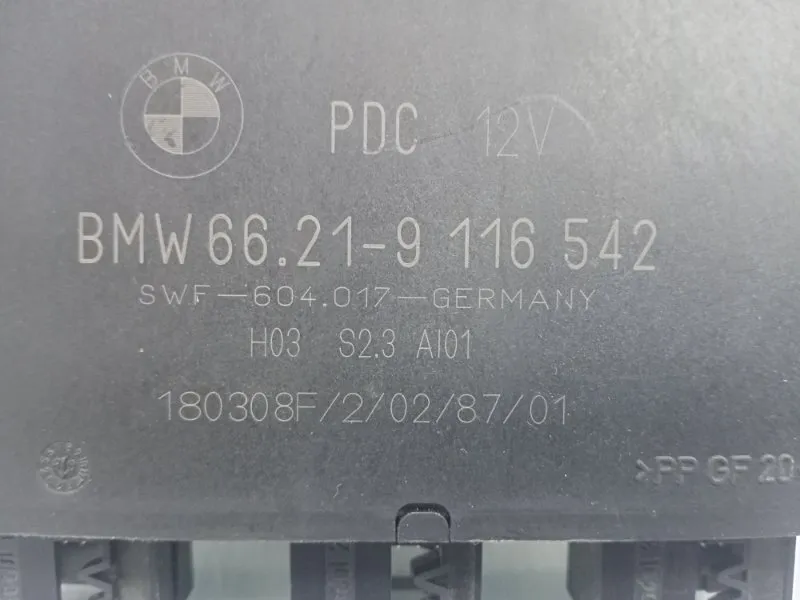 BMW
PDC 12V
BMW 66.21-9 116 542
SWF-604.017-GERMANY
H03 S2.3 AI01
180308F/2/02/87/01
>PP GF 20